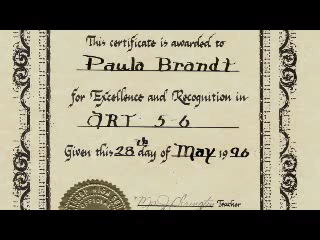 This certificate is awarded to
Paula Brandt
for Excellence and Recognition in
ART 5-6
Given this 28th day of May 1996
Teacher